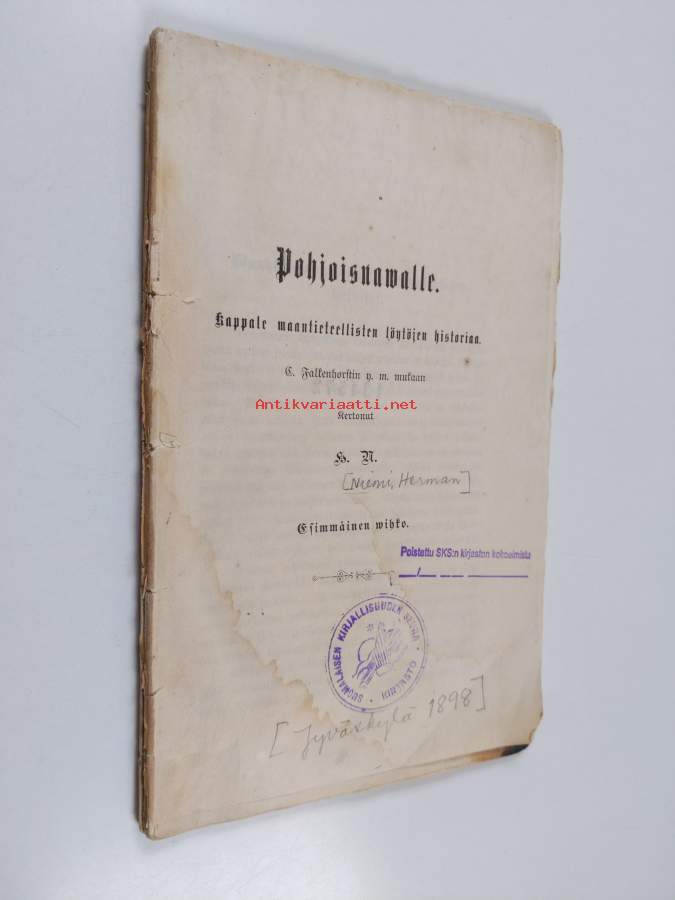 Pohjoisnawalle.
Kappale maantieteellisten löytöjen historiaa.
C. Falkenhorstin y. m. mukaan
Antikvariaatti.net
Kertonut
H. N.
[Niemi, Herman]
Esimmäinen wihko.
Poistettu SKS:n kirjaston kokoelmista
SUOMALAISEN KIRJALLISUUDEN SEURA • KIRJASTO •
[Jyväskylä 1898]